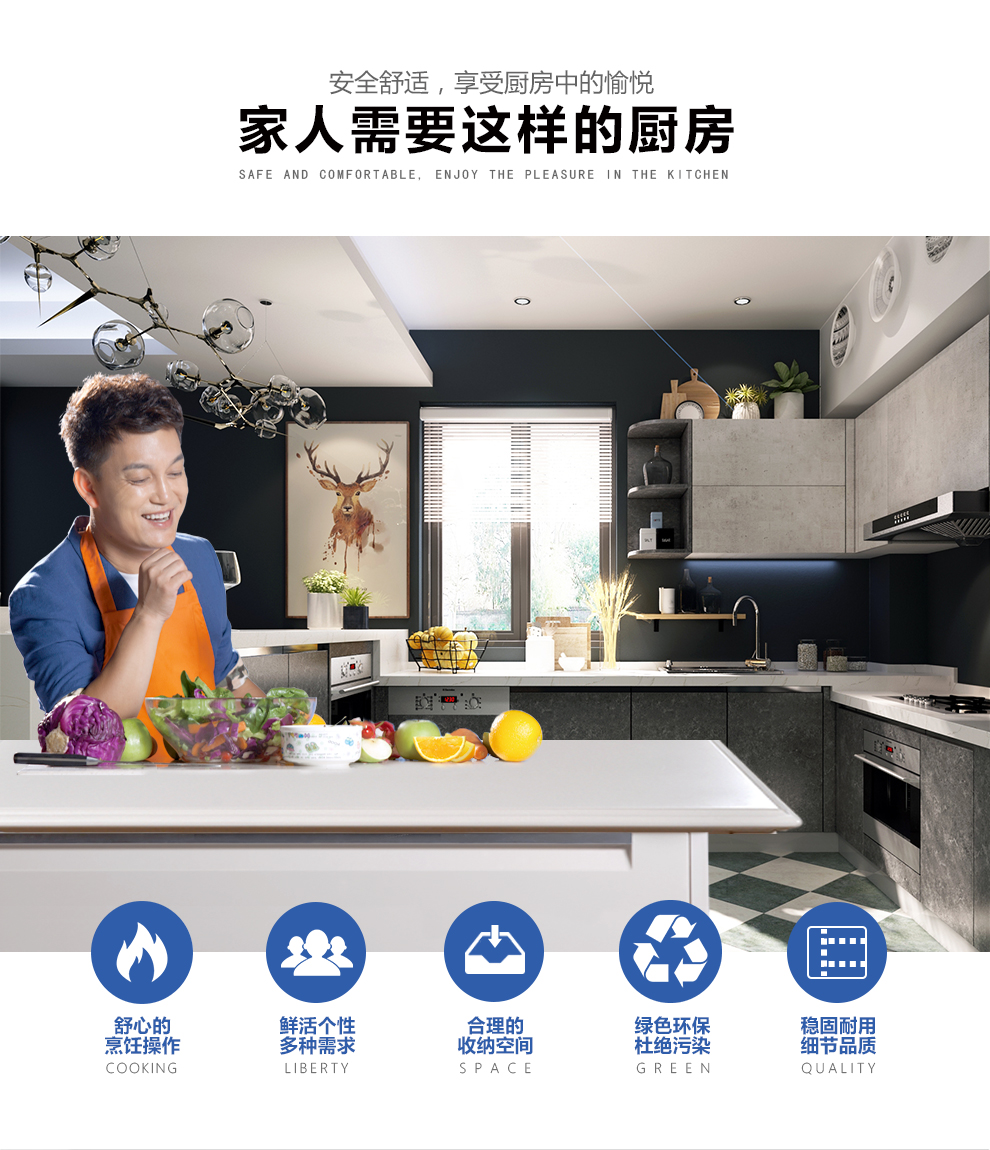 安全舒适，享受厨房中的愉悦
家人需要这样的厨房
SAFE AND COMFORTABLE, ENJOY THE PLEASURE IN THE KITCHEN
舒心的
烹饪操作
COOKING
鲜活个性
多种需求
LIBERTY
合理的
收纳空间
SPACE
绿色环保
杜绝污染
GREEN
稳固耐用
细节品质
QUALITY